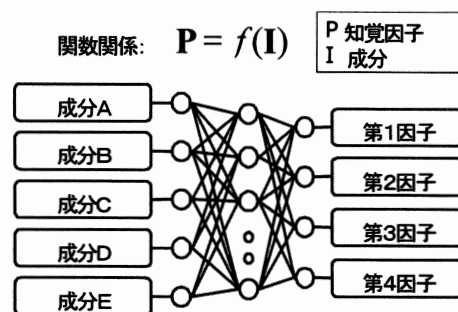 関数関係: P = f(I)
P 知覚因子
I 成分
成分A
成分B
成分C
成分D
成分E
第1因子
第2因子
第3因子
第4因子